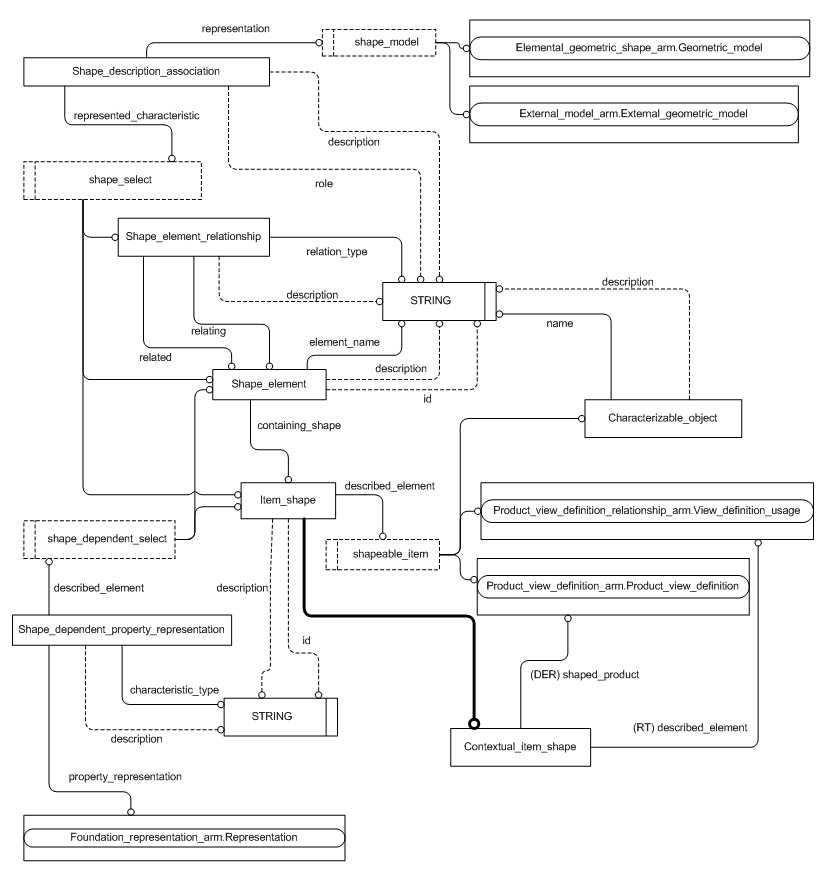 representation
shape_model
Elemental_geometric_shape_arm.Geometric_model
Shape_description_association
External_model_arm.External_geometric_model
represented_characteristic
description
shape_select
role
Shape_element_relationship
relation_type
description
description
STRING
name
relating
related
element_name
description
Shape_element
id
Characterizable_object
containing_shape
described_element
Item_shape
Product_view_definition_relationship_arm.View_definition_usage
shape_dependent_select
shapeable_item
described_element
description
Product_view_definition_arm.Product_view_definition
Shape_dependent_property_representation
id
(DER) shaped_product
characteristic_type
STRING
(RT) described_element
description
Contextual_item_shape
property_representation
Foundation_representation_arm.Representation